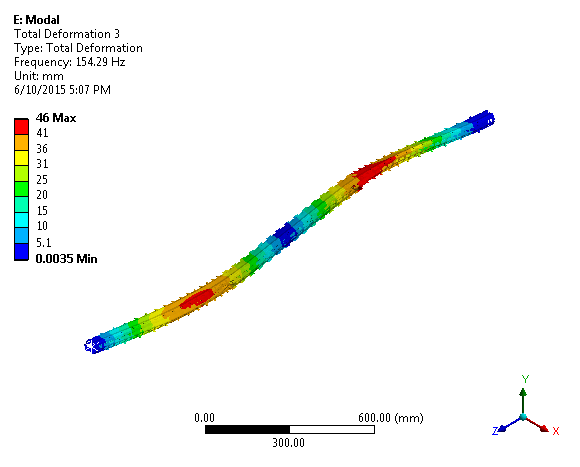 E: Modal
Total Deformation 3
Type: Total Deformation
Frequency: 154.29 Hz
Unit: mm
6/10/2015 5:07 PM
46 Max
41
36
31
25
20
15
10
5.1
0.0035 Min
0.00 600.00 (mm)
300.00
Y
Z X